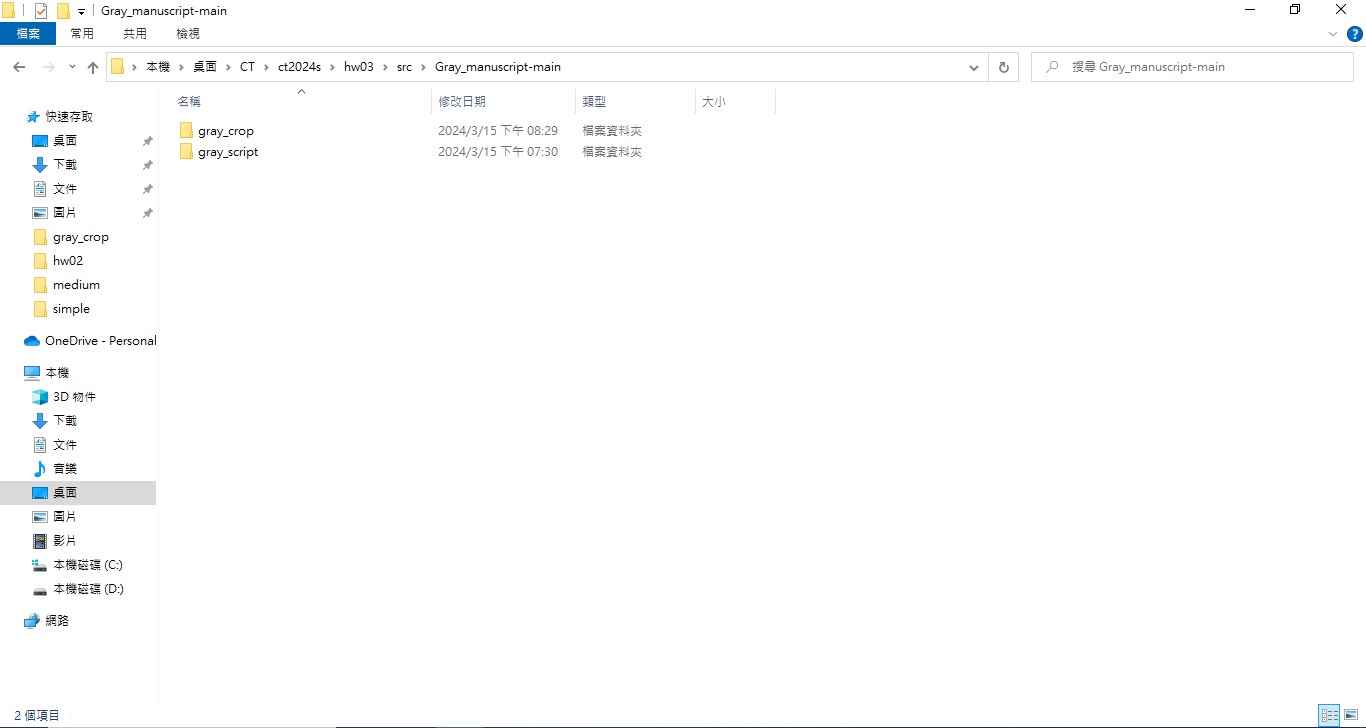 Gray_manuscript-main
檔案 常用 共用 檢視
本機 桌面 CT ct2024s hw03 src Gray_manuscript-main
搜尋 Gray_manuscript-main
名稱 修改日期 類型 大小
gray_crop 2024/3/15 下午 08:29 檔案資料夾
gray_script 2024/3/15 下午 07:30 檔案資料夾
快速存取
桌面
下載
文件
圖片
gray_crop
hw02
medium
simple
OneDrive - Personal
本機
3D 物件
下載
文件
音樂
桌面
圖片
影片
本機磁碟 (C:)
本機磁碟 (D:)
網路
2 個項目